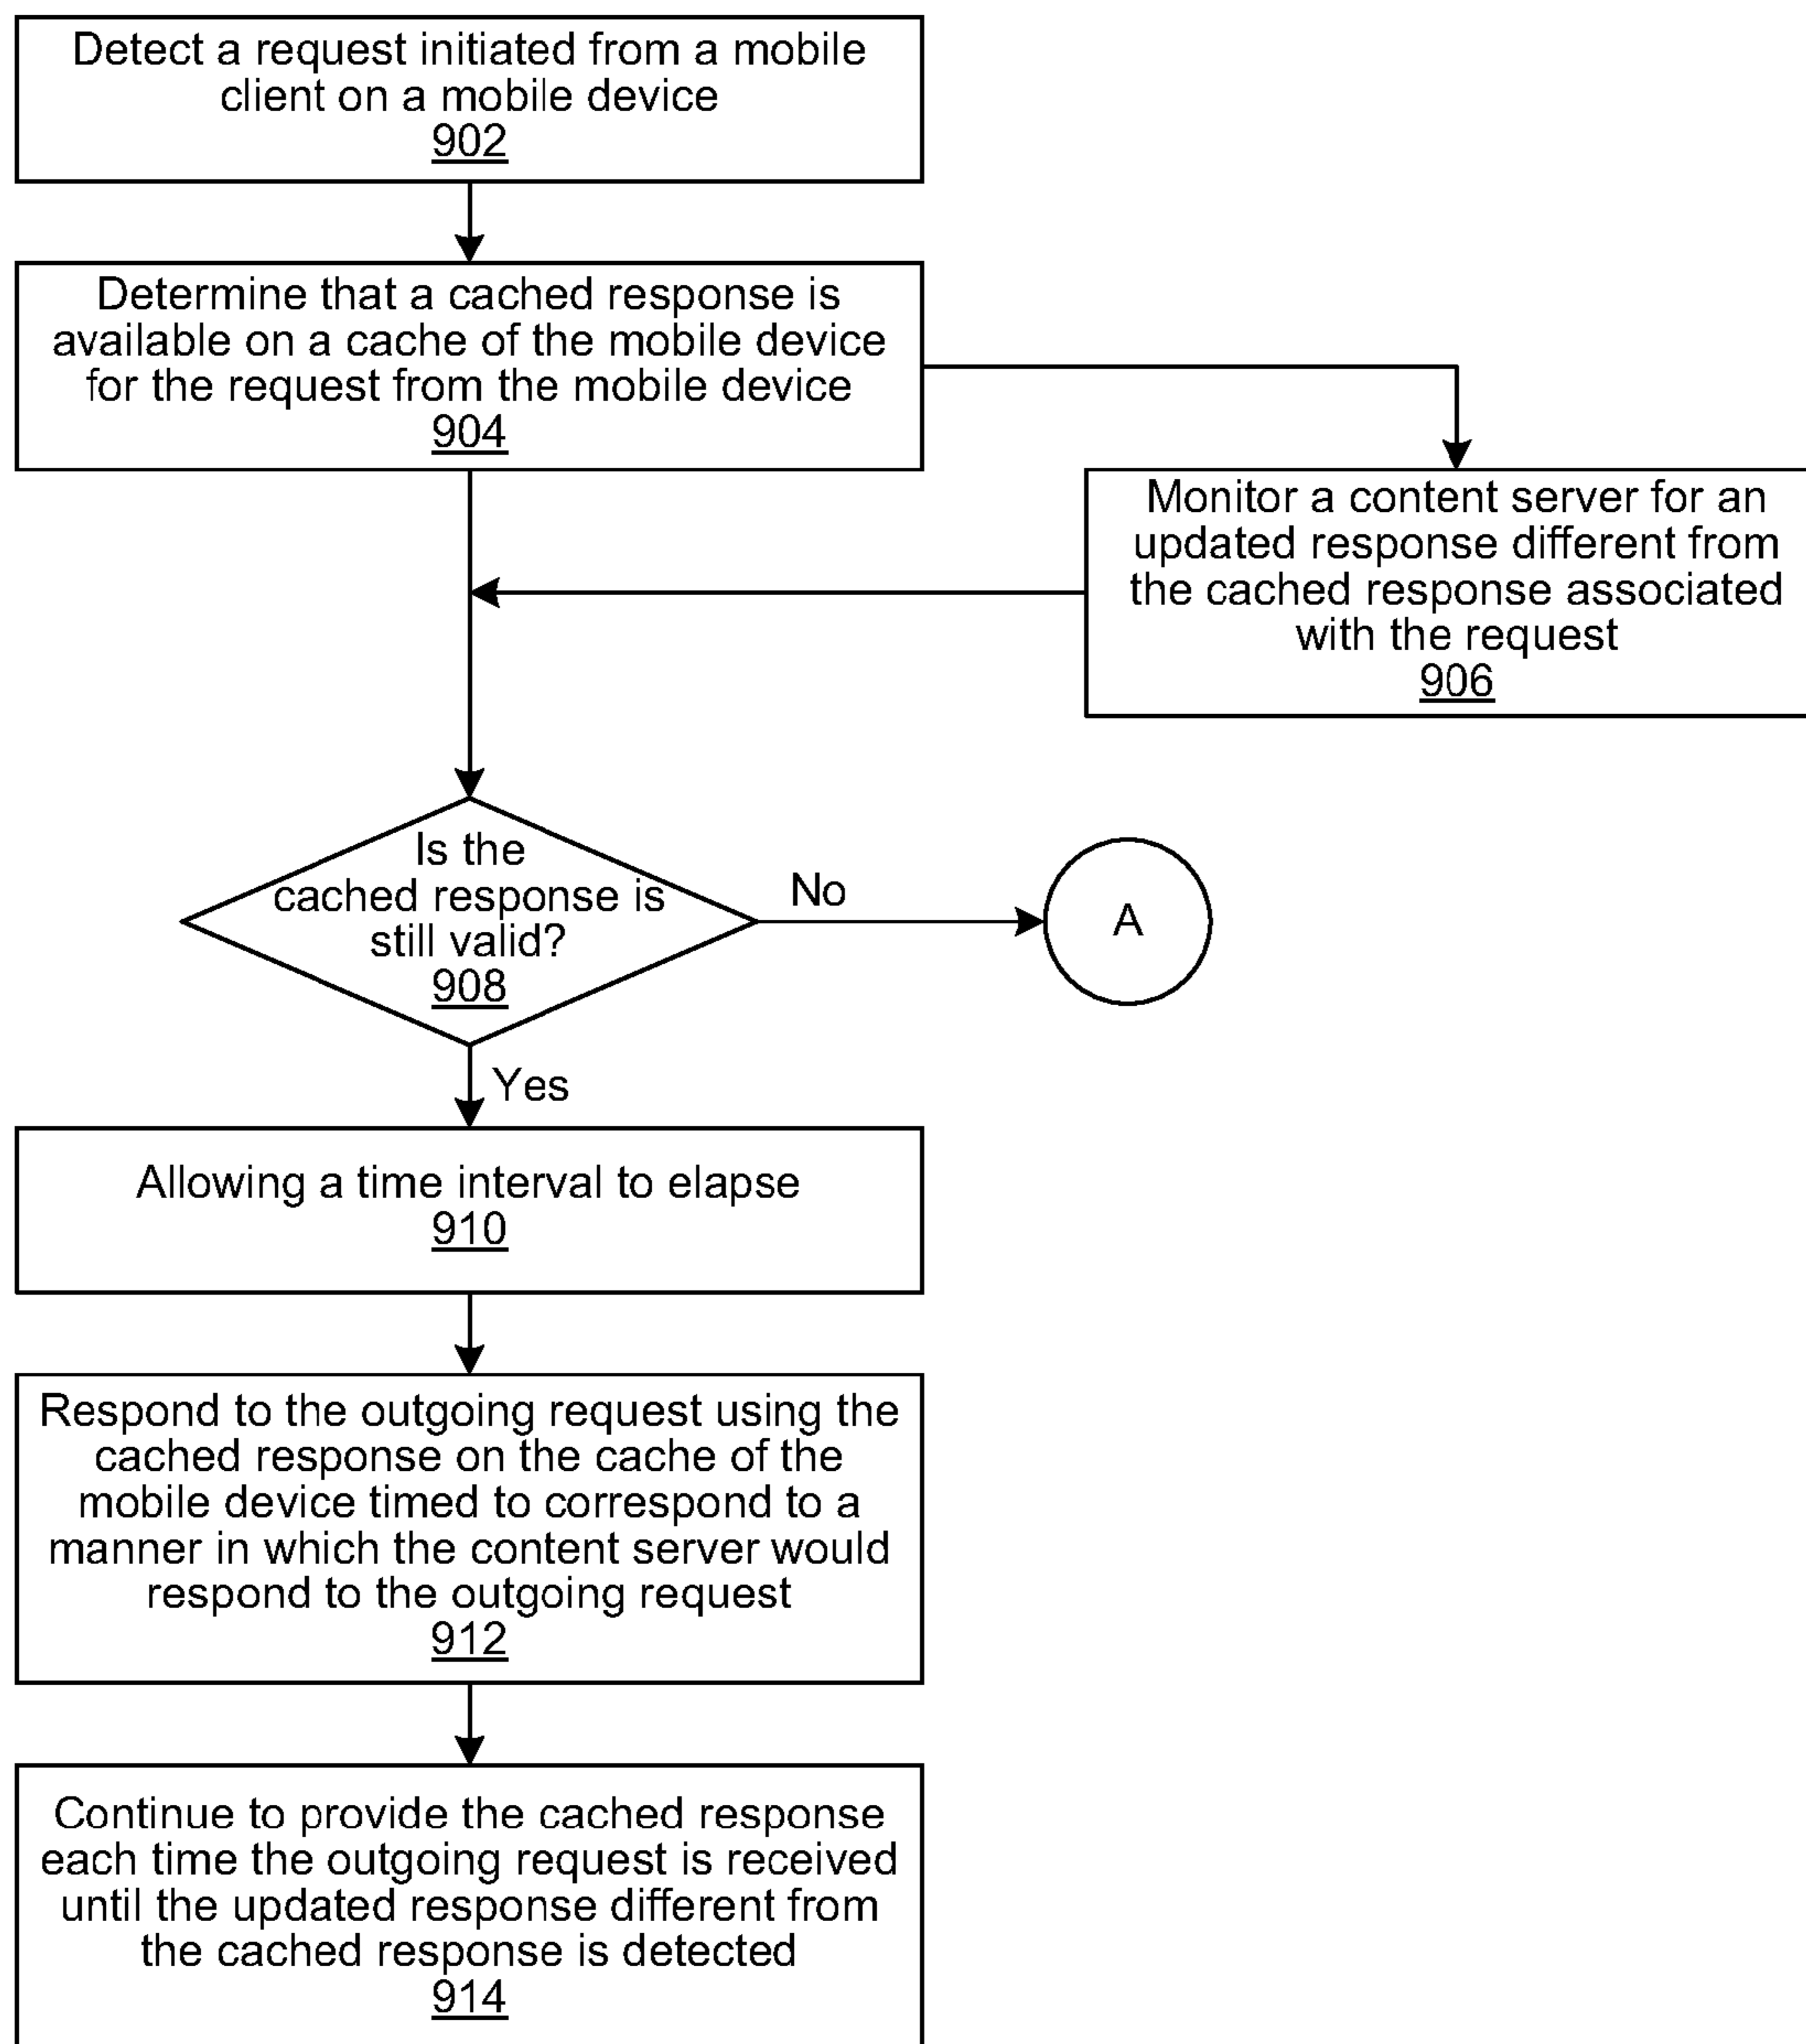 Detect a request initiated from a mobile
client on a mobile device
902
Determine that a cached response is
available on a cache of the mobile device
for the request from the mobile device
904
Monitor a content server for an
updated response different from
the cached response associated
with the request
906
Is the
cached response is
still valid?
908
No
A
Yes
Allowing a time interval to elapse
910
Respond to the outgoing request using the
cached response on the cache of the
mobile device timed to correspond to a
manner in which the content server would
respond to the outgoing request
912
Continue to provide the cached response
each time the outgoing request is received
until the updated response different from
the cached response is detected
914